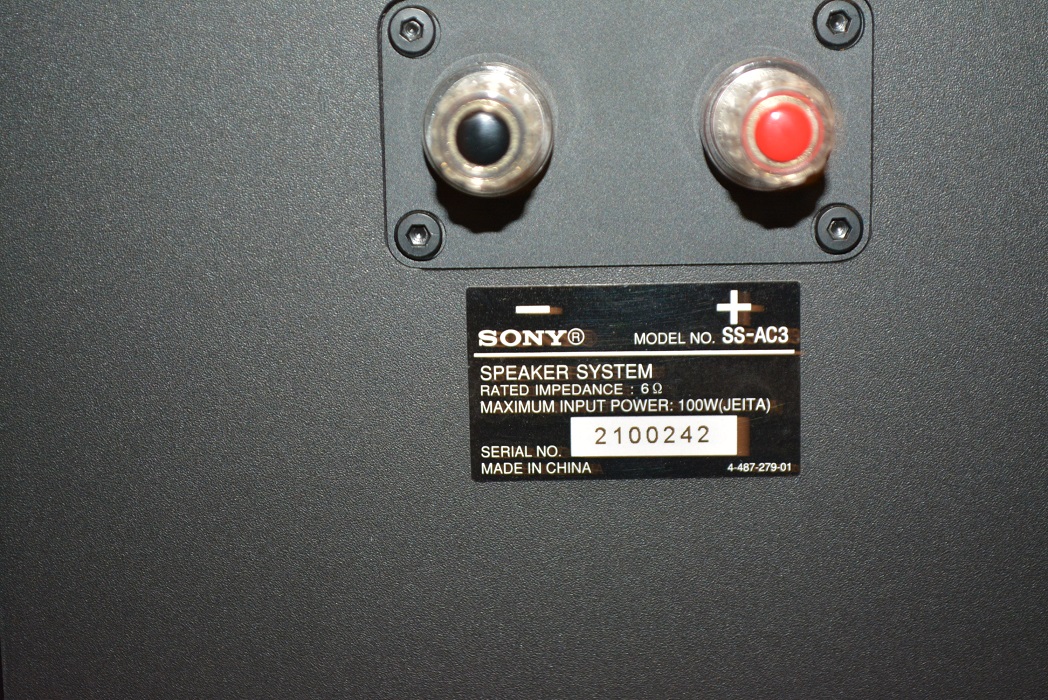 − +
SONY® MODEL NO. SS-AC3
SPEAKER SYSTEM
RATED IMPEDANCE : 6 Ω
MAXIMUM INPUT POWER: 100W(JEITA)
2100242
SERIAL NO.
MADE IN CHINA 4-487-279-01